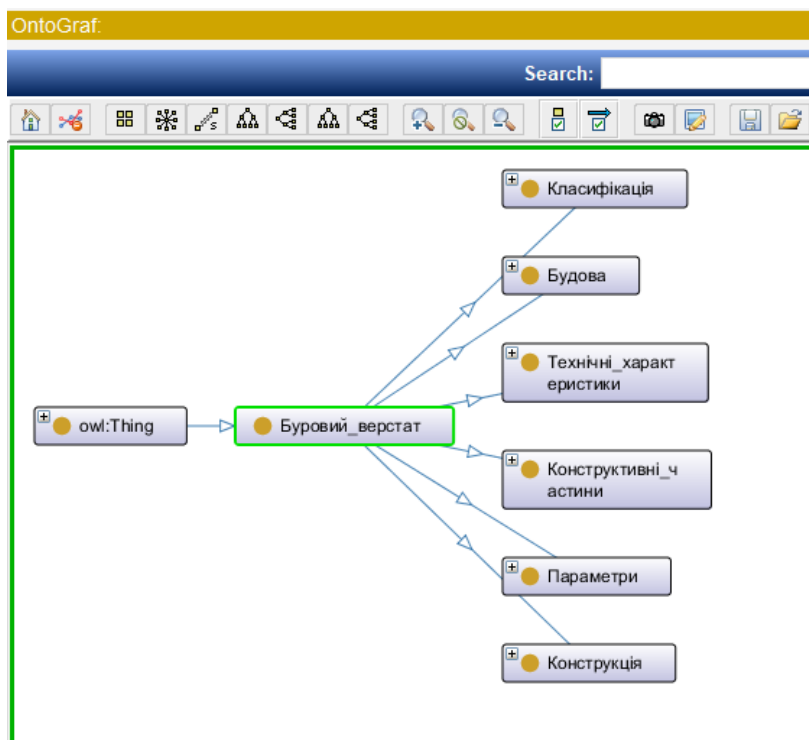 OntoGraf:
Search:
Класифікація
Будова
Технічні_характ
еристики
owl:Thing
Буровий_верстат
Конструктивні_ч
астини
Параметри
Конструкція